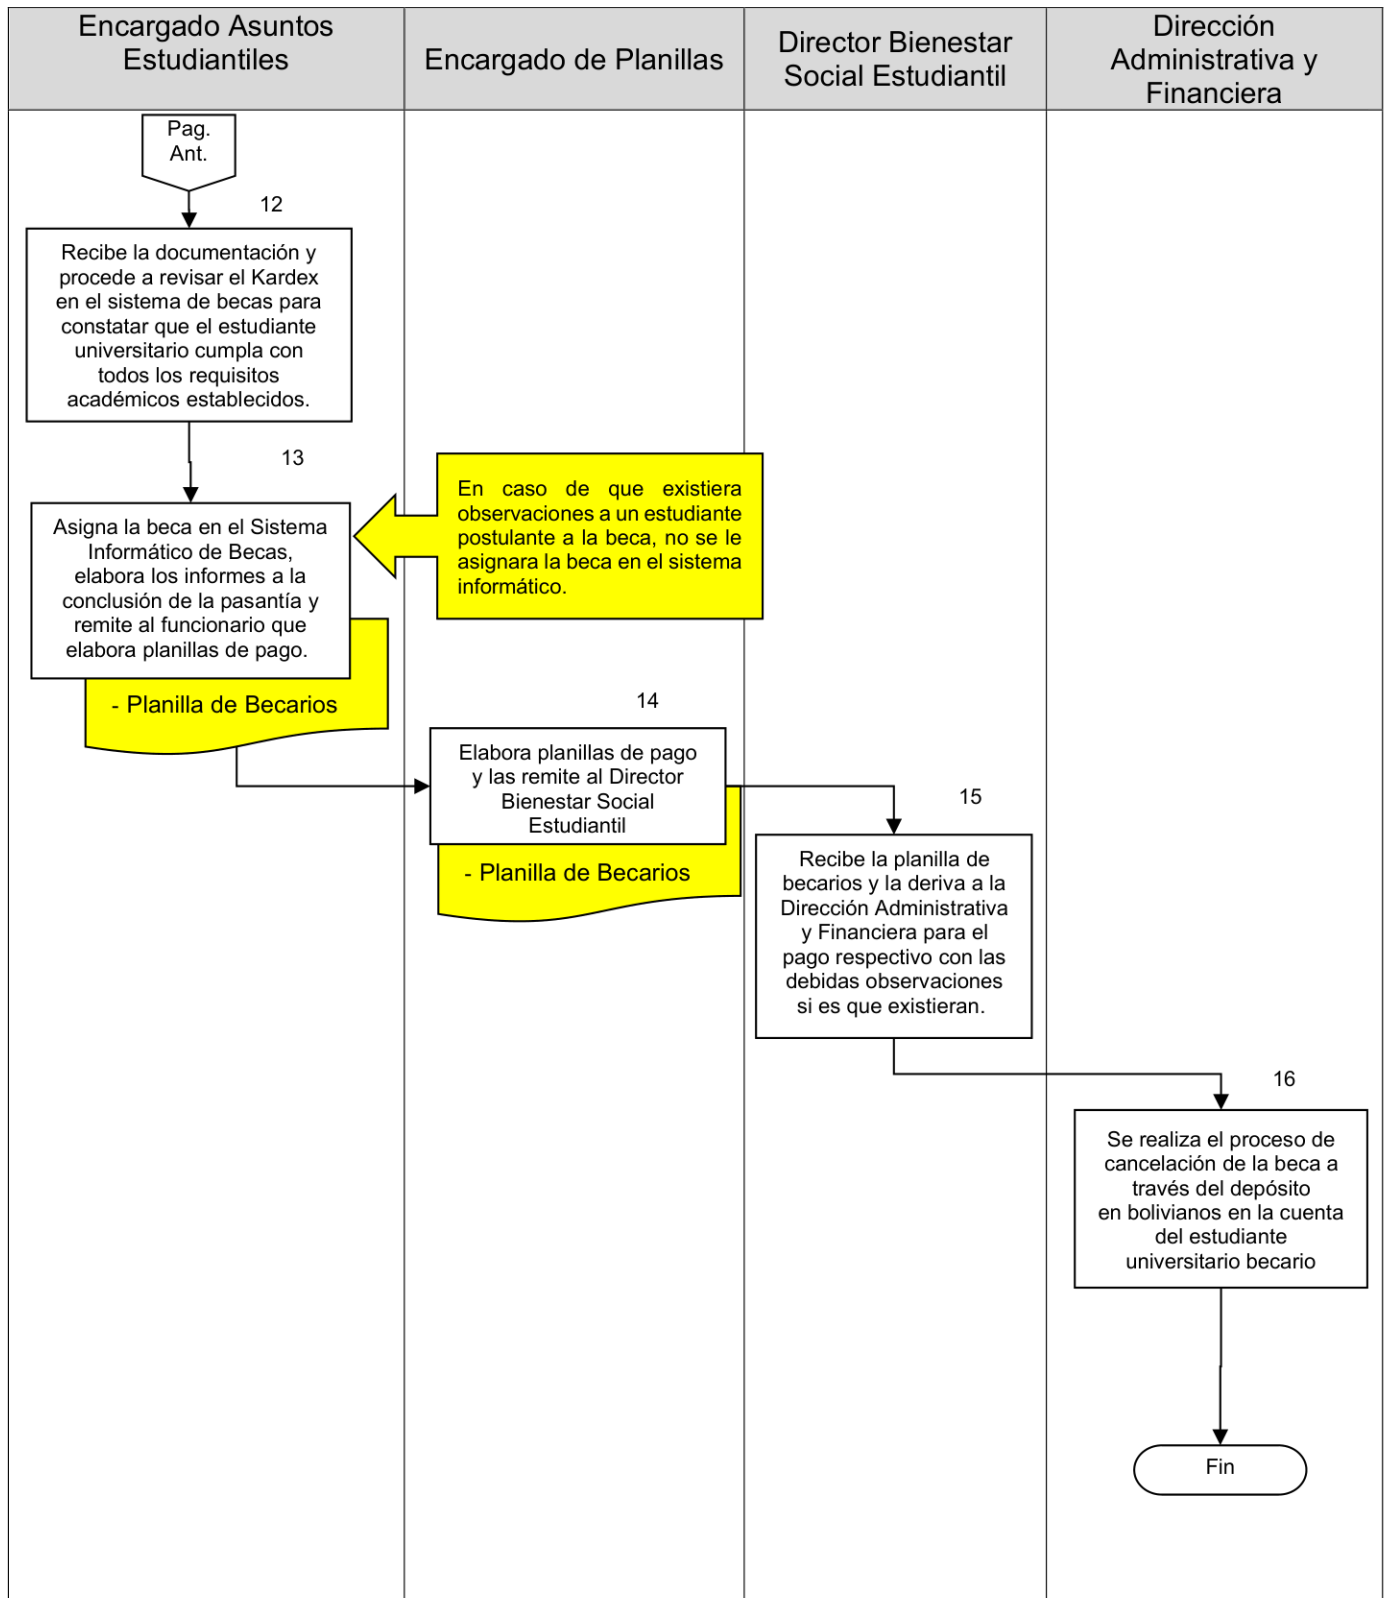 Encargado Asuntos
Estudiantiles
Encargado de Planillas
Director Bienestar
Social Estudiantil
Dirección
Administrativa y
Financiera
Pag.
Ant.
12
Recibe la documentación y
procede a revisar el Kardex
en el sistema de becas para
constatar que el estudiante
universitario cumpla con
todos los requisitos
académicos establecidos.
13
Asigna la beca en el Sistema
Informático de Becas,
elabora los informes a la
conclusión de la pasantía y
remite al funcionario que
elabora planillas de pago.
- Planilla de Becarios
En caso de que existiera
observaciones a un estudiante
postulante a la beca, no se le
asignara la beca en el sistema
informático.
14
Elabora planillas de pago
y las remite al Director
Bienestar Social
Estudiantil
- Planilla de Becarios
15
Recibe la planilla de
becarios y la deriva a la
Dirección Administrativa
y Financiera para el
pago respectivo con las
debidas observaciones
si es que existieran.
16
Se realiza el proceso de
cancelación de la beca a
través del depósito
en bolivianos en la cuenta
del estudiante
universitario becario
Fin